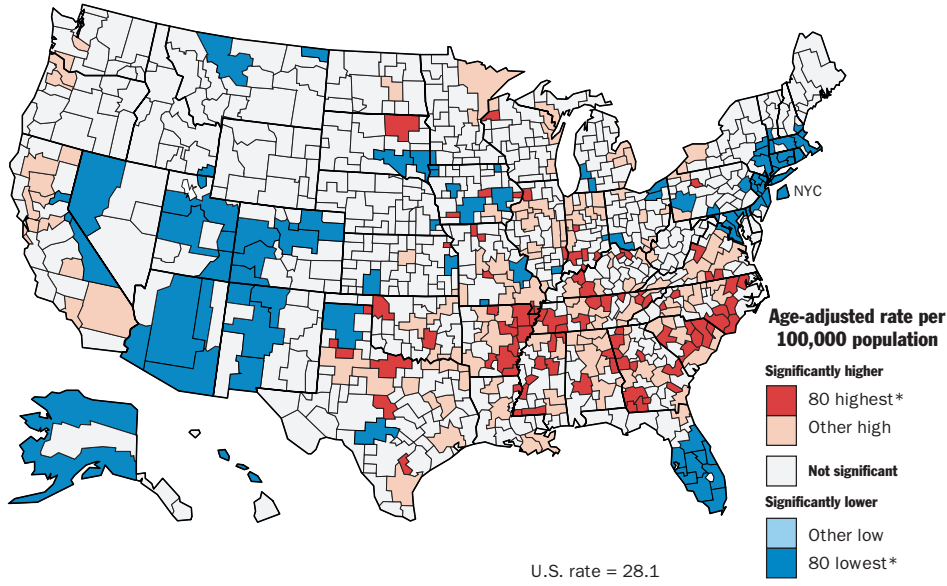 NYC
Age-adjusted rate per
100,000 population
Significantly higher
80 highest*
Other high
Not significant
Significantly lower
Other low
80 lowest*
U.S. rate = 28.1